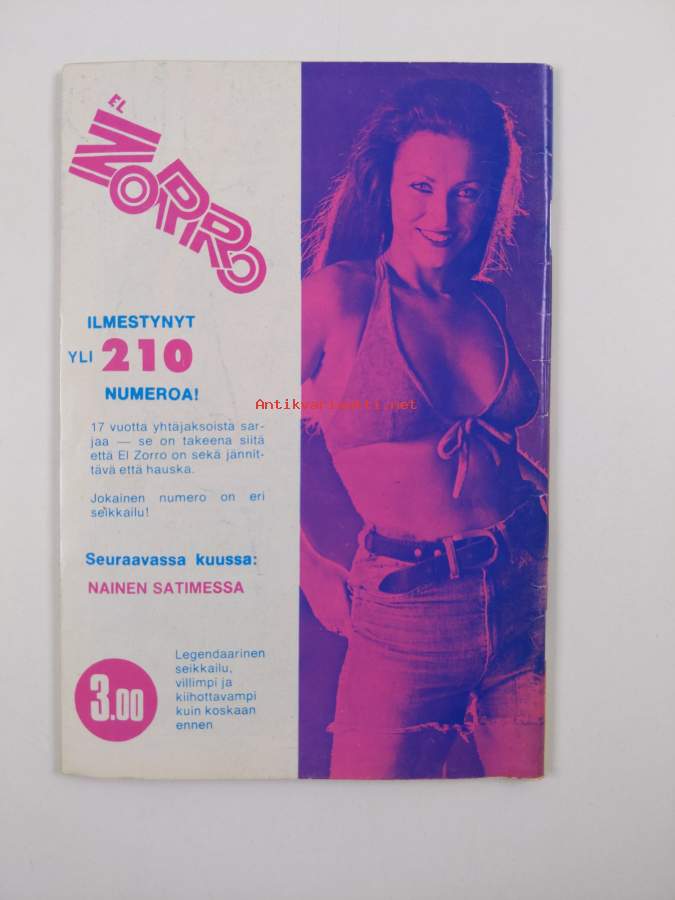 EL
ZORRO
ILMESTYNYT
YLI 210
NUMEROA!
17 vuotta yhtäjaksoista sar-
jaa — se on takeena siitä
että El Zorro on sekä jännit-
tävä että hauska.
Jokainen numero on eri
seikkailu!
Seuraavassa kuussa:
NAINEN SATIMESSA
3.00
Legendaarinen
seikkailu,
villimpi ja
kiihottavampi
kuin koskaan
ennen
Antikvariaatti.net